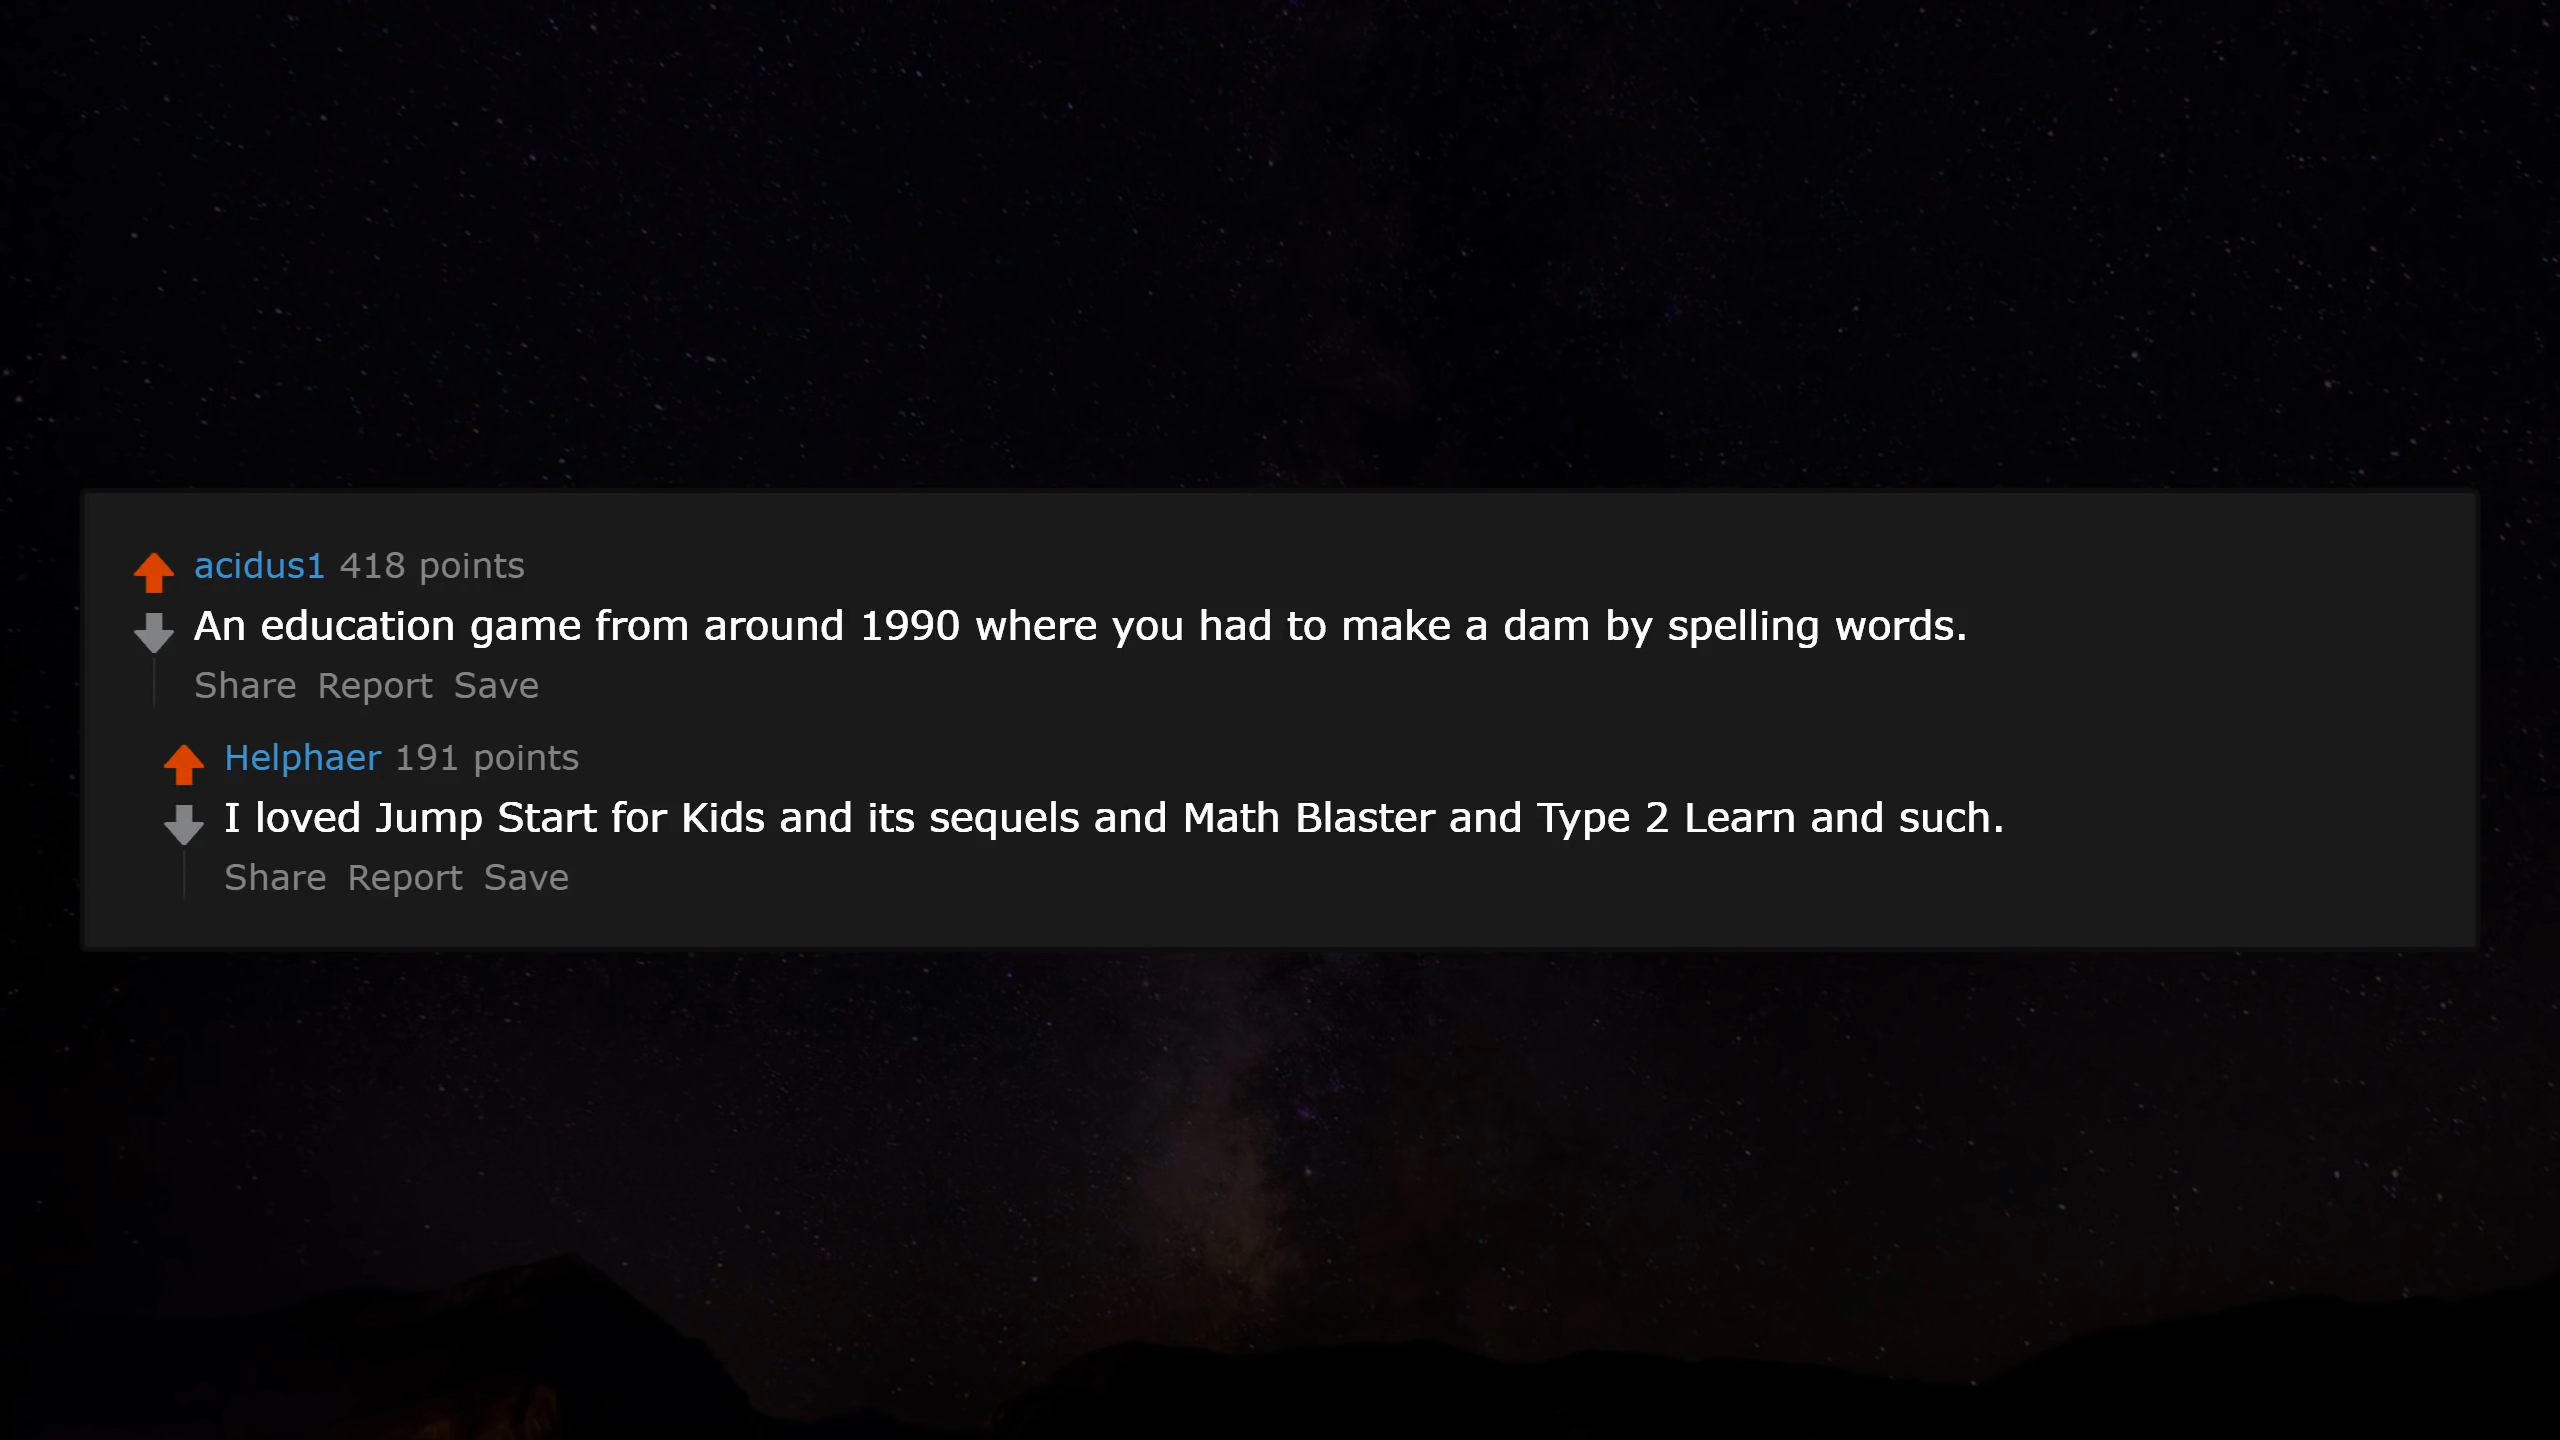 acidus1 418 points
An education game from around 1990 where you had to make a dam by spelling words.
Share Report Save
Helphaer 191 points
I loved Jump Start for Kids and its sequels and Math Blaster and Type 2 Learn and such.
Share Report Save